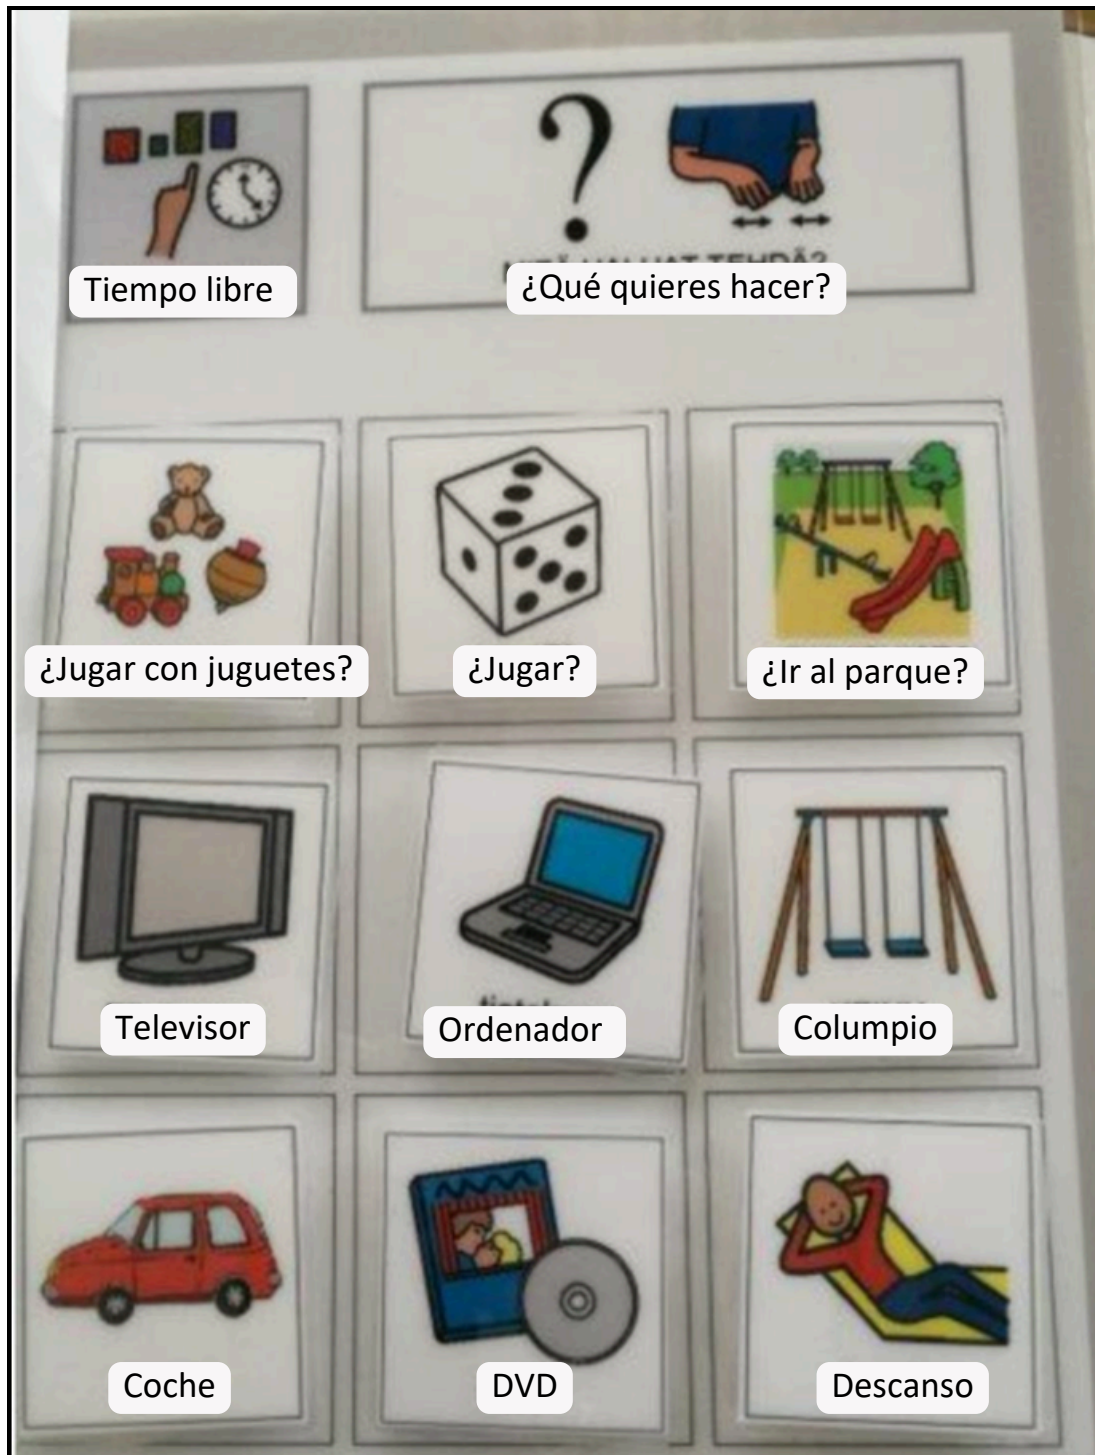 Tiempo libre
¿Qué quieres hacer?
¿Jugar con juguetes?
¿Jugar?
¿Ir al parque?
Televisor
Ordenador
Columpio
Coche
DVD
Descanso